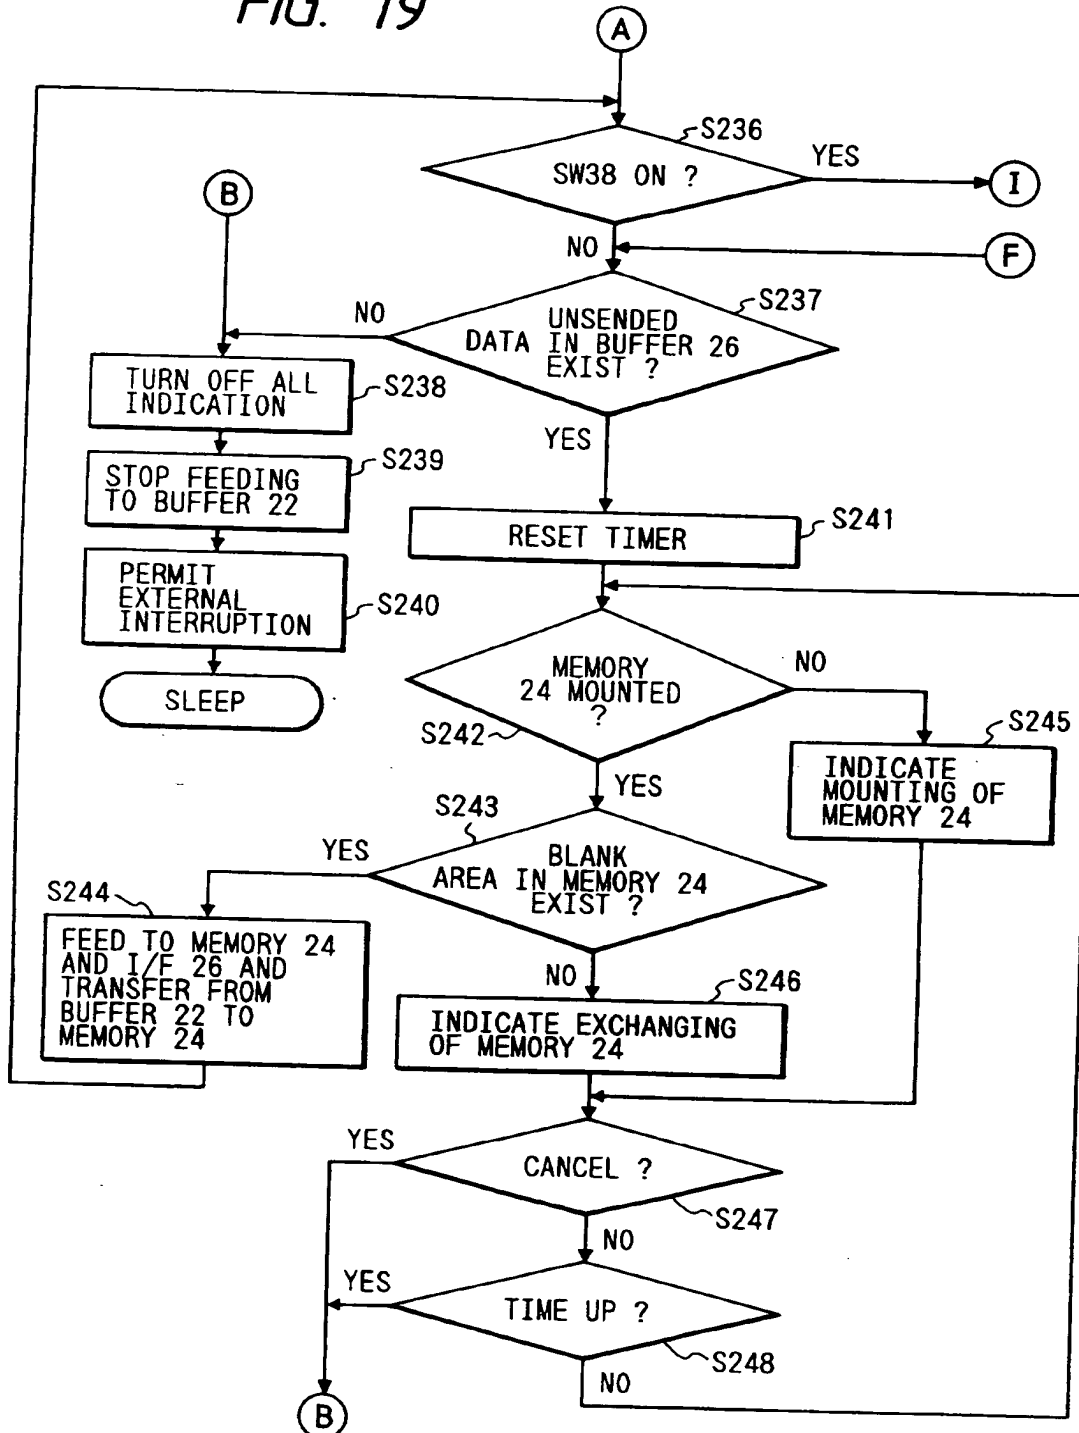 FIG. 19
A
S236
SW38 ON ?
YES
I
B
NO
F
S237
UNSENDED
DATA IN BUFFER 26
EXIST ?
NO
YES
TURN OFF ALL
INDICATION
S238
STOP FEEDING
TO BUFFER 22
S239
PERMIT
EXTERNAL
INTERRUPTION
S240
SLEEP
RESET TIMER
S241
MEMORY
24 MOUNTED
?
S242
NO
YES
S245
INDICATE
MOUNTING OF
MEMORY 24
S243
BLANK
AREA IN MEMORY 24
EXIST ?
YES
NO
S244
FEED TO MEMORY 24
AND I/F 26 AND
TRANSFER FROM
BUFFER 22 TO
MEMORY 24
S246
INDICATE EXCHANGING
OF MEMORY 24
YES
CANCEL ?
S247
NO
YES
TIME UP ?
S248
NO
B